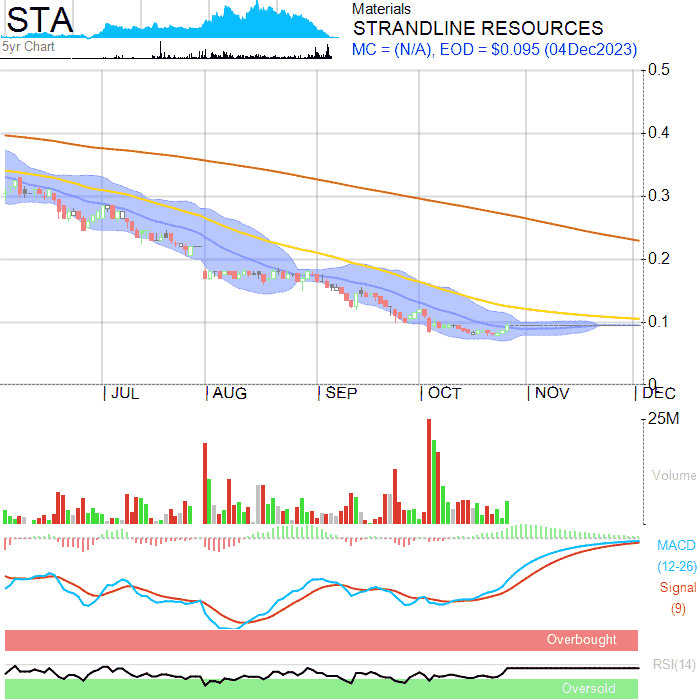 STA
5yr Chart
Materials
STRANDLINE RESOURCES
MC = (N/A), EOD = $0.095 (04Dec2023)
0.5
0.4
0.3
0.2
0.1
0
JUL
AUG
SEP
OCT
NOV
DEC
25M
Volume
MACD
(12-26)
Signal
(9)
Overbought
RSI(14)
Oversold